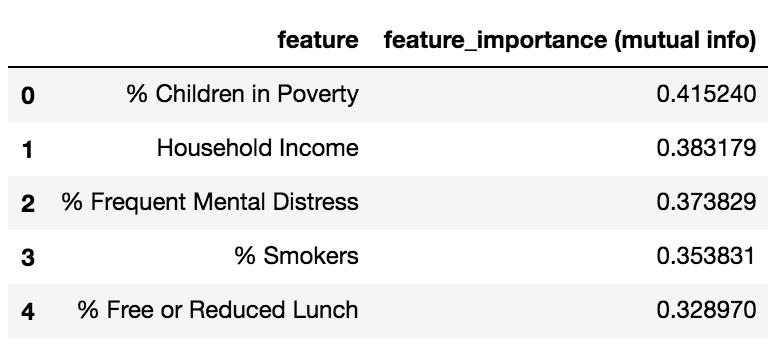 feature feature_importance (mutual info)
0 % Children in Poverty 0.415240
1 Household Income 0.383179
2 % Frequent Mental Distress 0.373829
3 % Smokers 0.353831
4 % Free or Reduced Lunch 0.328970